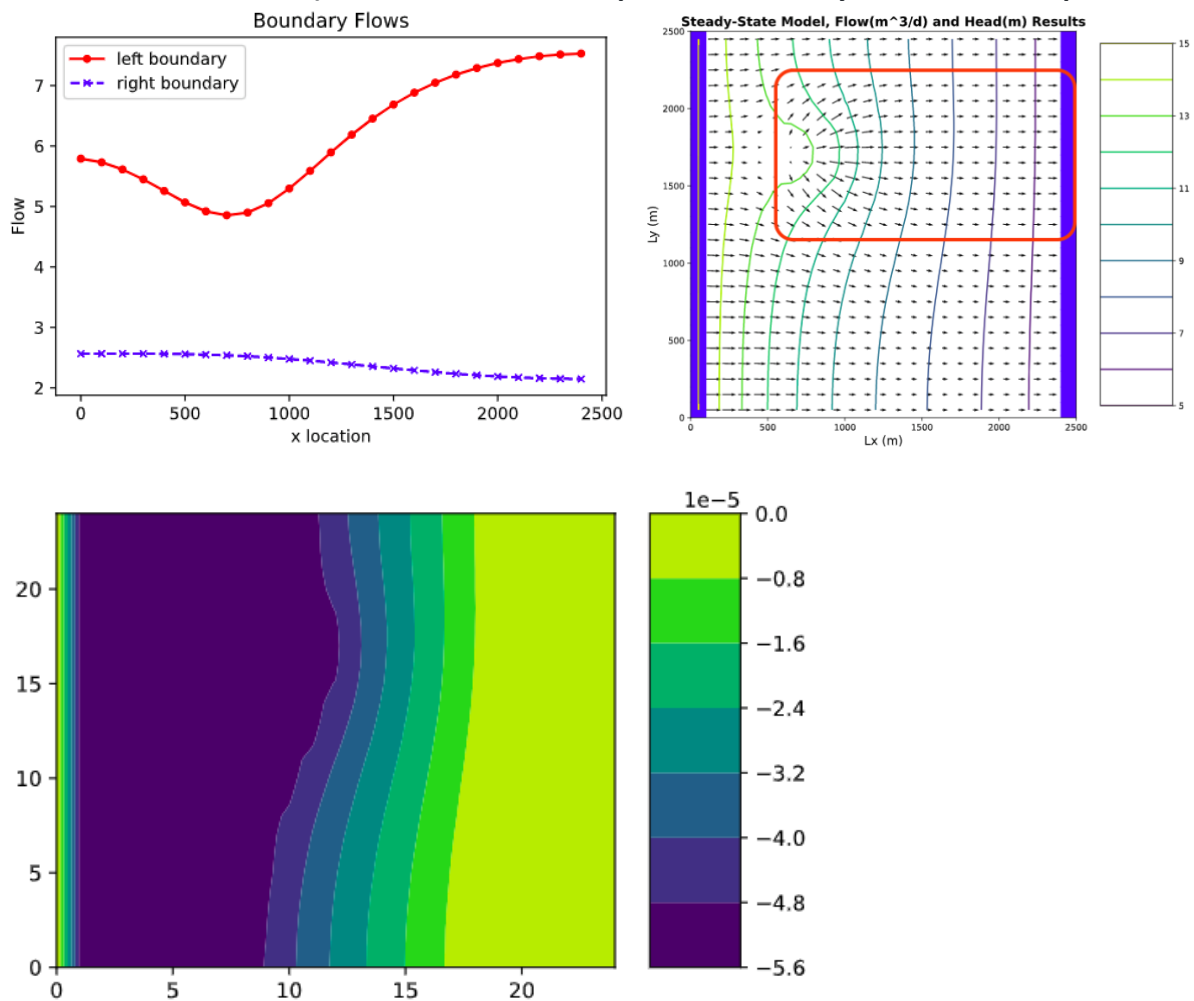 Boundary Flows
left boundary
right boundary
7
6
5
4
3
2
Flow
0 500 1000 1500 2000 2500
x location
Steady-State Model, Flow(m^3/d) and Head(m) Results
2500
2000
1500
1000
500
0
Ly (m)
0 500 1000 1500 2000 2500
Lx (m)
15
13
11
9
7
5
20
15
10
5
0
0 5 10 15 20
1e−5
0.0
−0.8
−1.6
−2.4
−3.2
−4.0
−4.8
−5.6